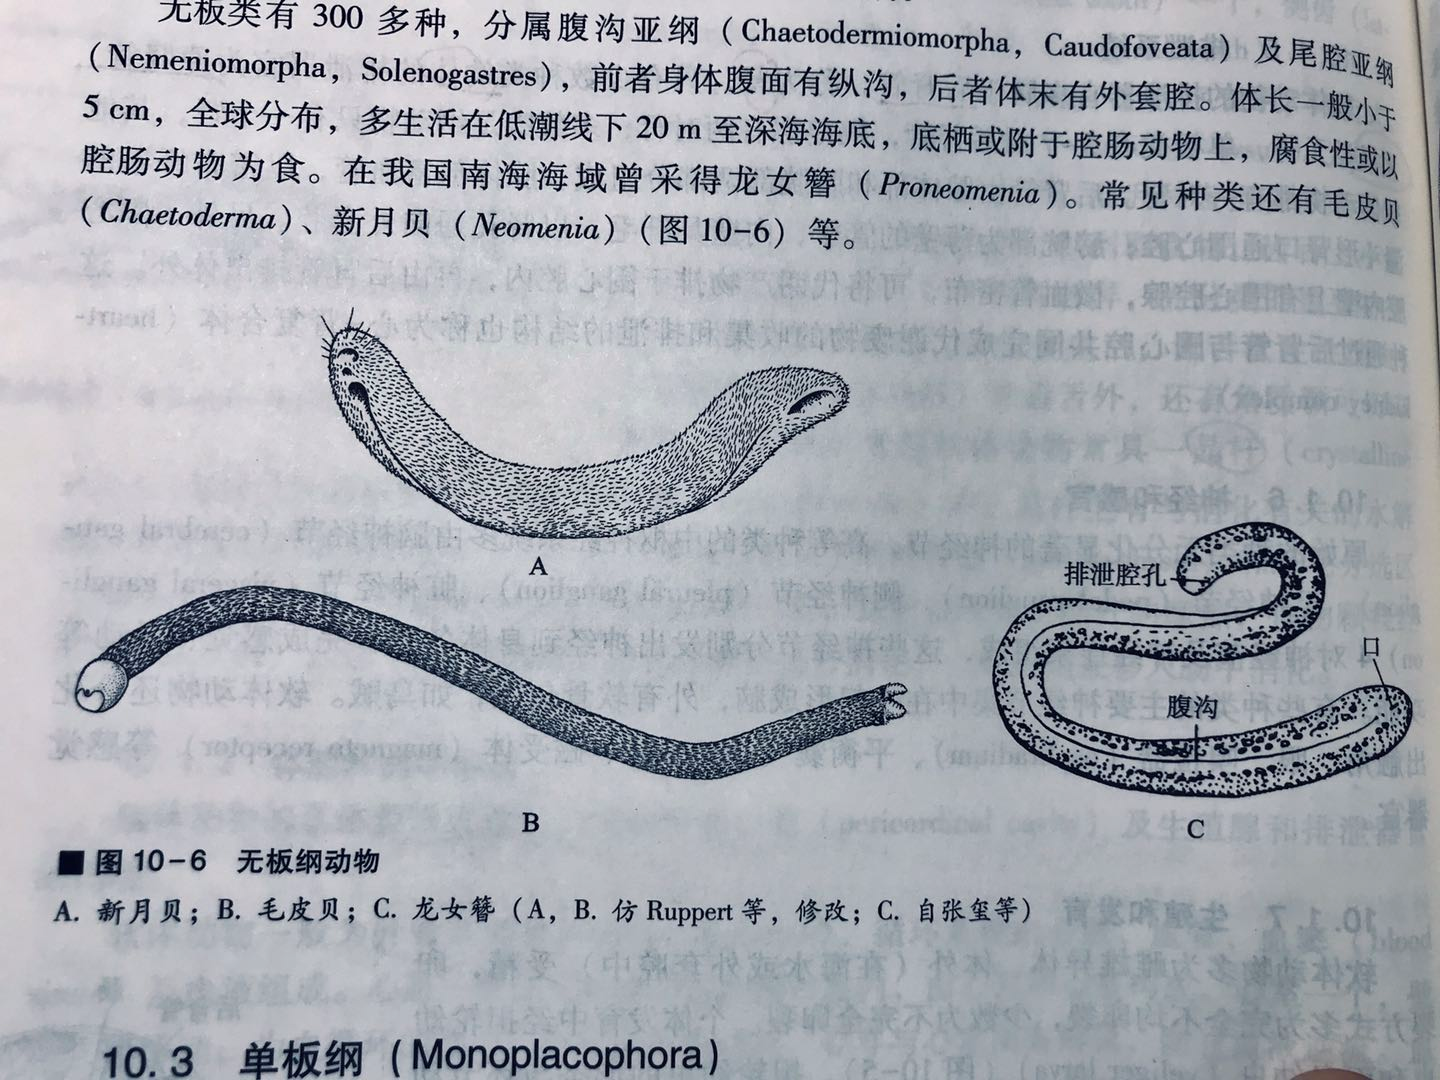 无板类有 300 多种，分属腹沟亚纲（Chaetodermiomorpha，Caudofoveata）及尾腔亚纲
（Nemeniomorpha，Solenogastres），前者身体腹面有纵沟，后者体末有外套腔。体长一般小于
5 cm，全球分布，多生活在低潮线下 20 m 至深海海底，底栖或附于腔肠动物上，腐食性或以
腔肠动物为食。在我国南海海域曾采得龙女簪（Proneomenia）。常见种类还有毛皮贝
（Chaetoderma）、新月贝（Neomenia）（图 10-6）等。
A
排泄腔孔
口
腹沟
B
C
■ 图 10-6 无板纲动物
A. 新月贝；B. 毛皮贝；C. 龙女簪（A，B. 仿 Ruppert 等，修改；C. 自张玺等）
10.3 单板纲（Monoplacophora）